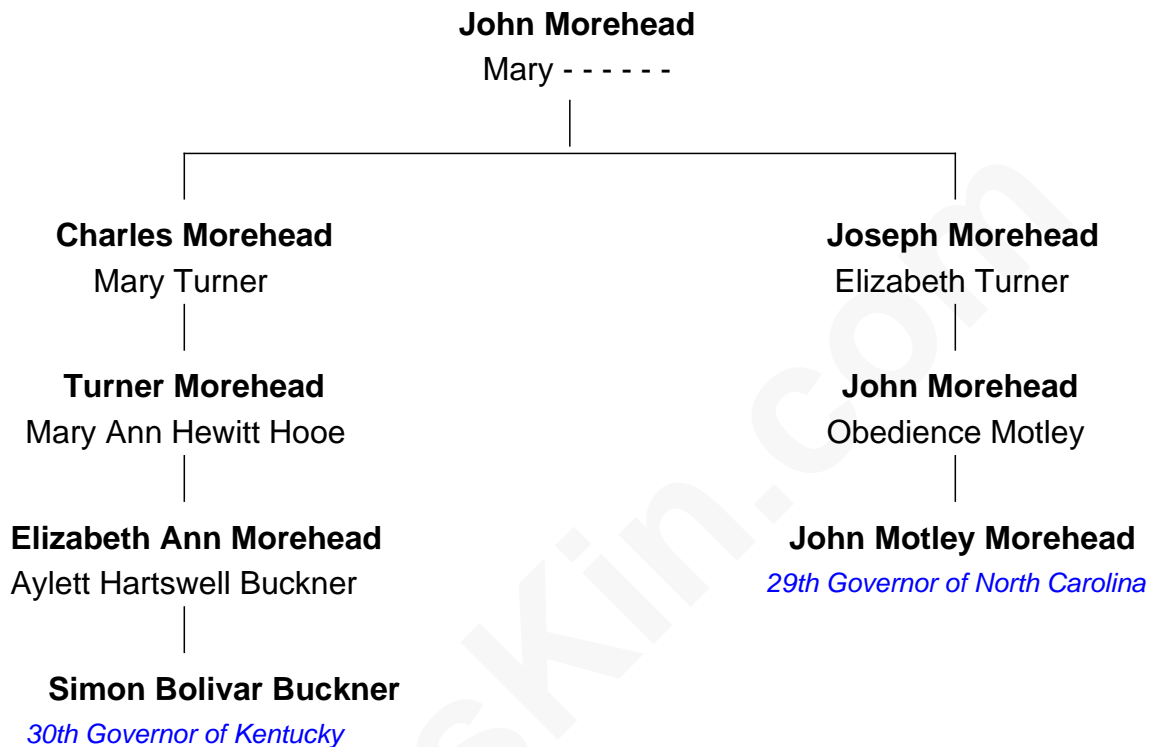 John Morehead
Mary - - - - - -
Charles Morehead
Mary Turner
Joseph Morehead
Elizabeth Turner
Turner Morehead
Mary Ann Hewitt Hooe
John Morehead
Obedience Motley
Elizabeth Ann Morehead
Aylett Hartswell Buckner
John Motley Morehead
29th Governor of North Carolina
Simon Bolivar Buckner
30th Governor of Kentucky
sKin.com